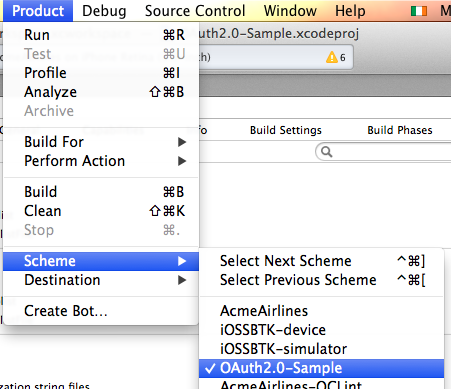 Product Debug Source Control Window Help
Run ⌘R
uth2.0-Sample.xcodeproj
Test ⌘U
Profile ⌘I
th) 6
Analyze ⇧⌘B
Archive
Build For
fo Build Settings Build Phases
Perform Action
Build ⌘B
Clean ⇧⌘K
Stop ⌘.
Scheme
Select Next Scheme ^⌘]
Destination
Select Previous Scheme ^⌘[
Create Bot...
AcmeAirlines
iOSSBTK-device
iOSSBTK-simulator
✓ OAuth2.0-Sample
zation string files
AcmeAirlines-OCLint